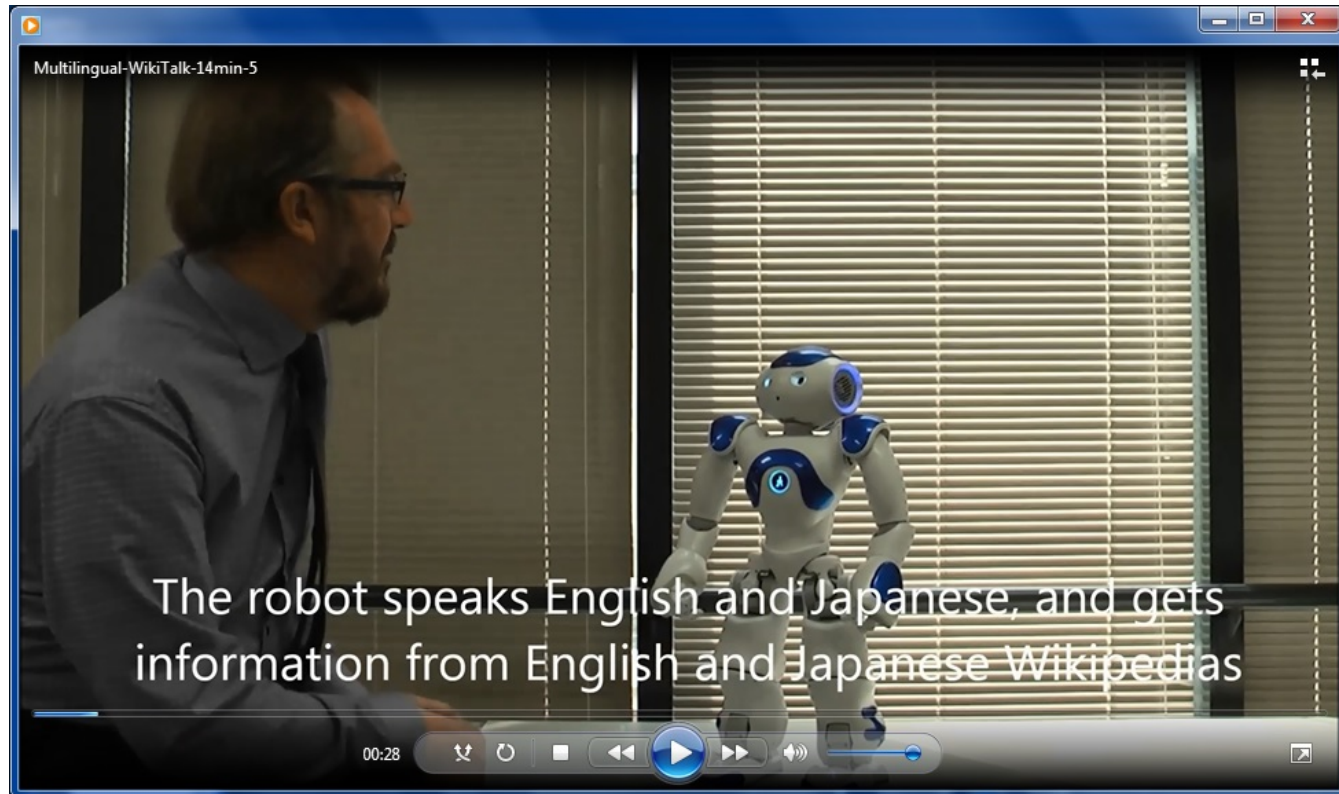 Multilingual-WikiTalk-14min-5
The robot speaks English and Japanese, and gets
information from English and Japanese Wikipedias
00:28